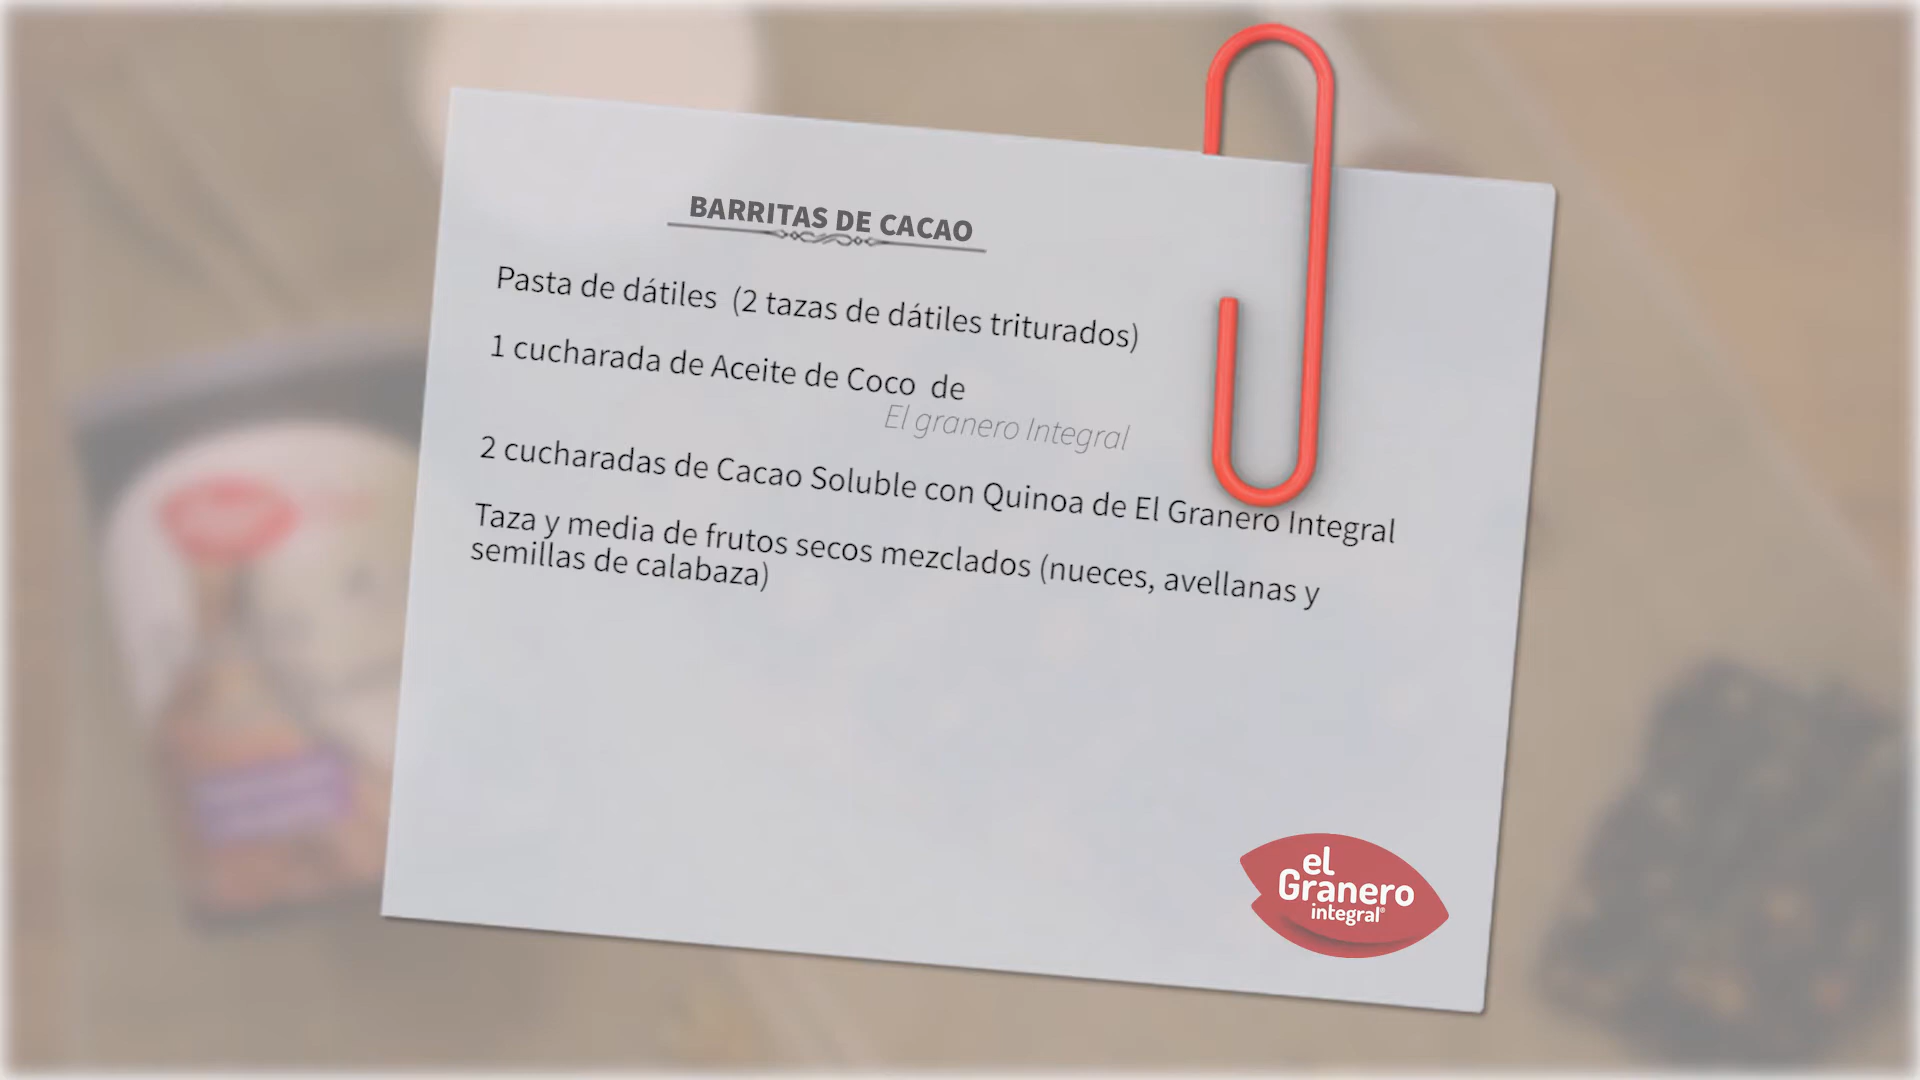 BARRITAS DE CACAO
Pasta de dátiles (2 tazas de dátiles triturados)
1 cucharada de Aceite de Coco de
El granero Integral
2 cucharadas de Cacao Soluble con Quinoa de El Granero Integral
Taza y media de frutos secos mezclados (nueces, avellanas y
semillas de calabaza)
el
Granero
integral®